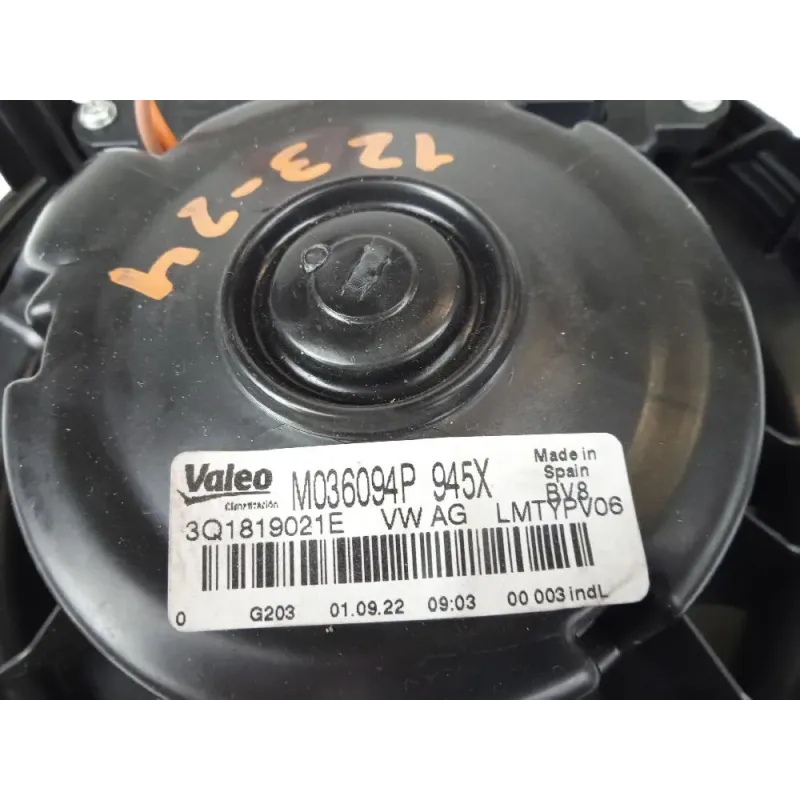 123-24
Valeo M036094P 945X Made in
Climatización Spain
BV8
3Q1819021E VW AG LMTYPV06
0 G203 01.09.22 09:03 00 003 indL